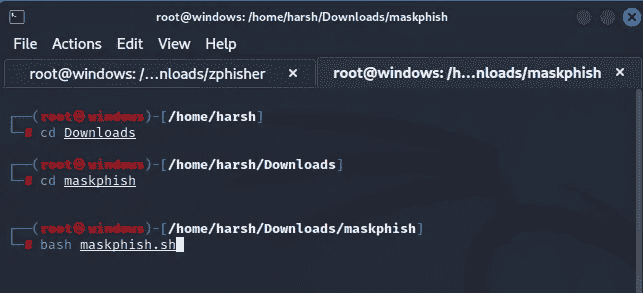 root@windows: /home/harsh/Downloads/maskphish
File Actions Edit View Help
root@windows: /...nloads/zphisher × root@windows: /h...nloads/maskphish ×
┌──(root㉿windows)-[/home/harsh]
└─# cd Downloads
┌──(root㉿windows)-[/home/harsh/Downloads]
└─# cd maskphish
┌──(root㉿windows)-[/home/harsh/Downloads/maskphish]
└─# bash maskphish.sh